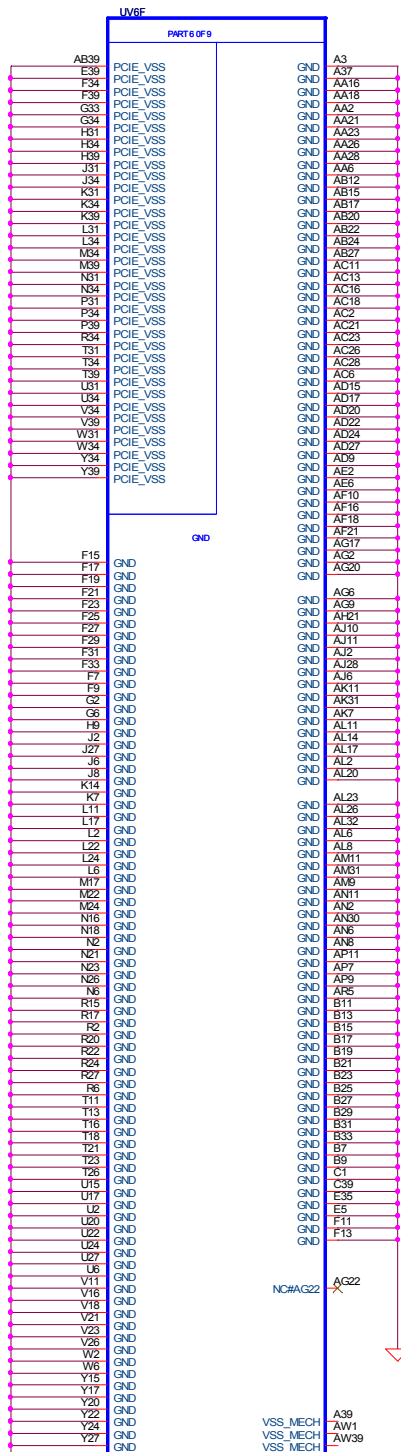 UV6F
PART 6 0F 9
AB39 PCIE_VSS
E39 PCIE_VSS
F34 PCIE_VSS
F39 PCIE_VSS
G33 PCIE_VSS
G34 PCIE_VSS
H31 PCIE_VSS
H34 PCIE_VSS
H39 PCIE_VSS
J31 PCIE_VSS
J34 PCIE_VSS
K31 PCIE_VSS
K34 PCIE_VSS
K39 PCIE_VSS
L31 PCIE_VSS
L34 PCIE_VSS
M34 PCIE_VSS
M39 PCIE_VSS
N31 PCIE_VSS
N34 PCIE_VSS
P31 PCIE_VSS
P34 PCIE_VSS
P39 PCIE_VSS
R34 PCIE_VSS
T31 PCIE_VSS
T34 PCIE_VSS
T39 PCIE_VSS
U31 PCIE_VSS
U34 PCIE_VSS
V34 PCIE_VSS
V39 PCIE_VSS
W31 PCIE_VSS
W34 PCIE_VSS
Y34 PCIE_VSS
Y39 PCIE_VSS
GND
F15 GND
F17 GND
F19 GND
F21 GND
F23 GND
F25 GND
F27 GND
F29 GND
F31 GND
F33 GND
F7 GND
F9 GND
G2 GND
G6 GND
H9 GND
J2 GND
J27 GND
J6 GND
J8 GND
K14 GND
K7 GND
L11 GND
L17 GND
L2 GND
L22 GND
L24 GND
L6 GND
M17 GND
M22 GND
M24 GND
N16 GND
N18 GND
N2 GND
N21 GND
N23 GND
N26 GND
N6 GND
R15 GND
R17 GND
R2 GND
R20 GND
R22 GND
R24 GND
R27 GND
R6 GND
T11 GND
T13 GND
T16 GND
T18 GND
T21 GND
T23 GND
T26 GND
U15 GND
U17 GND
U2 GND
U20 GND
U22 GND
U24 GND
U27 GND
U6 GND
V11 GND
V16 GND
V18 GND
V21 GND
V23 GND
V26 GND
W2 GND
W6 GND
Y15 GND
Y17 GND
Y20 GND
Y22 GND
Y24 GND
Y27 GND
GND A3
GND A37
GND AA16
GND AA18
GND AA2
GND AA21
GND AA23
GND AA26
GND AA28
GND AA6
GND AB12
GND AB15
GND AB17
GND AB20
GND AB22
GND AB24
GND AB27
GND AC11
GND AC13
GND AC16
GND AC18
GND AC2
GND AC21
GND AC23
GND AC26
GND AC28
GND AC6
GND AD15
GND AD17
GND AD20
GND AD22
GND AD24
GND AD27
GND AD9
GND AE2
GND AE6
GND AF10
GND AF16
GND AF18
GND AF21
GND AG17
GND AG2
GND AG20
GND AG6
GND AG9
GND AH21
GND AJ10
GND AJ11
GND AJ2
GND AJ28
GND AJ6
GND AK11
GND AK31
GND AK7
GND AL11
GND AL14
GND AL17
GND AL2
GND AL20
GND AL23
GND AL26
GND AL32
GND AL6
GND AL8
GND AM11
GND AM31
GND AM9
GND AN11
GND AN2
GND AN30
GND AN6
GND AN8
GND AP11
GND AP7
GND AP9
GND AR5
GND B11
GND B13
GND B15
GND B17
GND B19
GND B21
GND B23
GND B25
GND B27
GND B29
GND B31
GND B33
GND B7
GND B9
GND C1
GND C39
GND E35
GND E5
GND F11
GND F13
NC#AG22 AG22
VSS_MECH A39
VSS_MECH AW1
VSS_MECH AW39